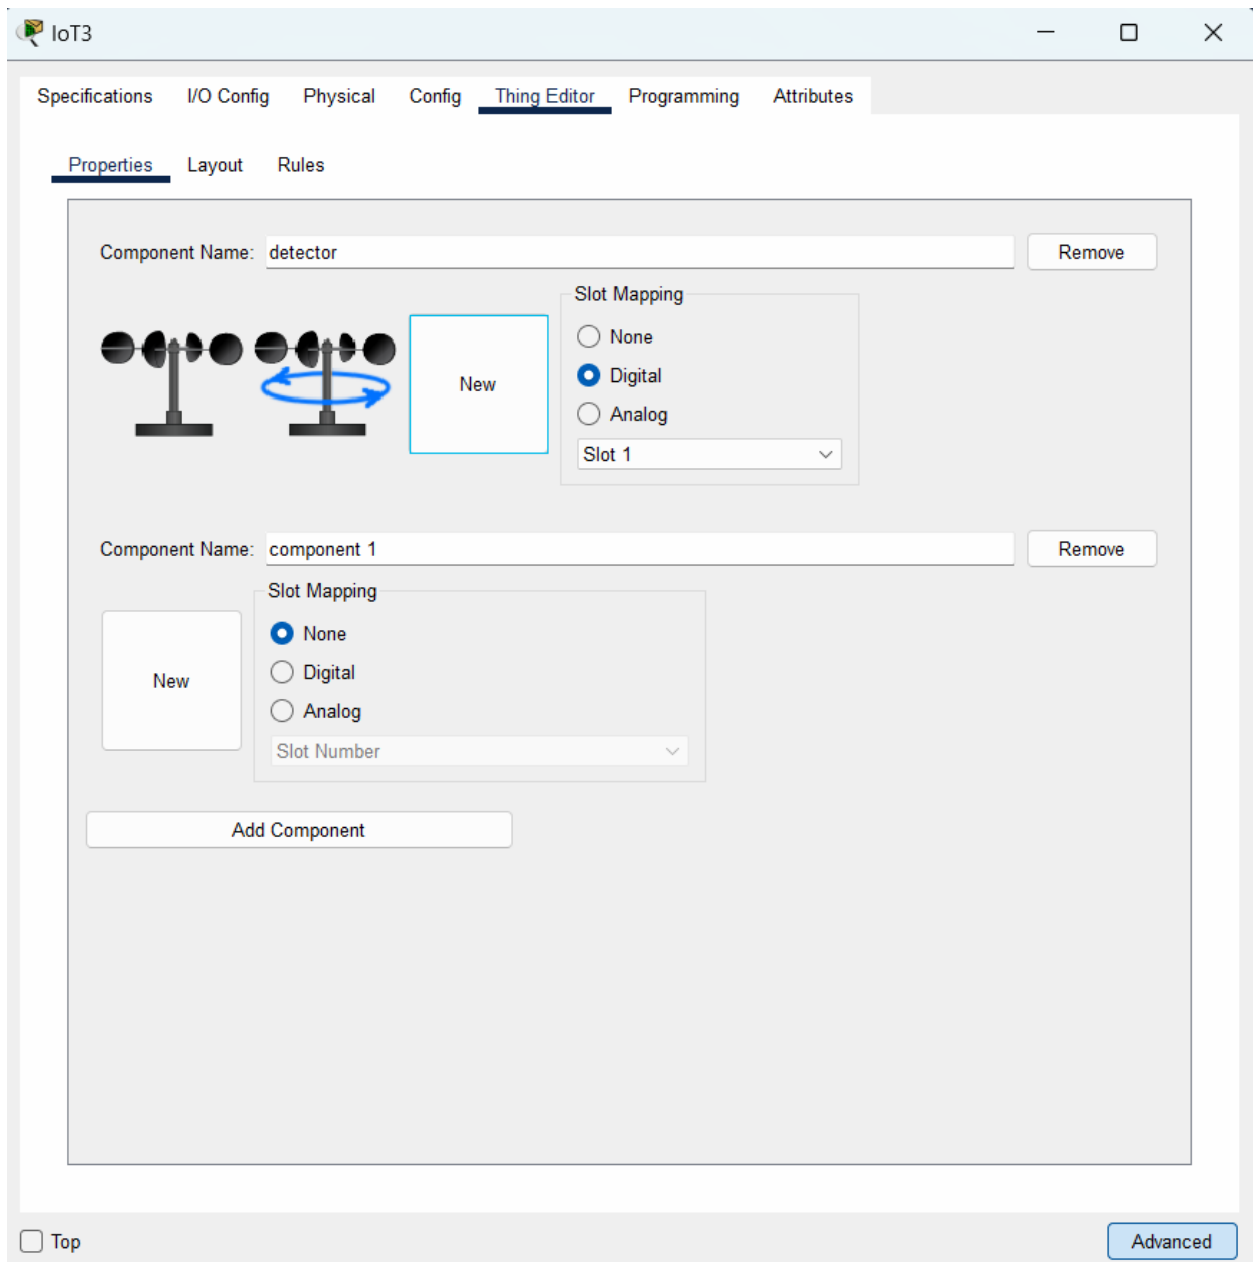 IoT3
Specifications I/O Config Physical Config Thing Editor Programming Attributes
Properties Layout Rules
Component Name: detector Remove
Slot Mapping
None
New
Digital
Analog
Slot 1
Component Name: component 1 Remove
Slot Mapping
None
New
Digital
Analog
Slot Number
Add Component
Top Advanced